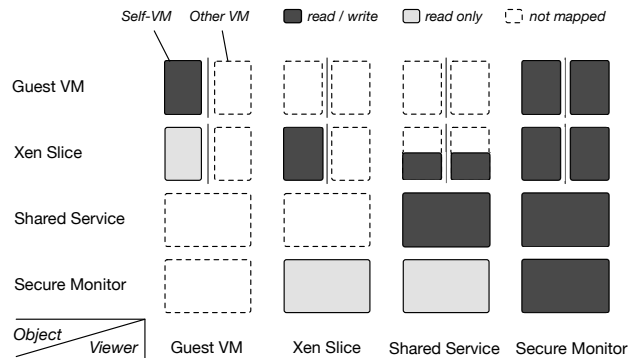 Self-VM Other VM read / write read only not mapped
Guest VM
Xen Slice
Shared Service
Secure Monitor
Object
Viewer Guest VM Xen Slice Shared Service Secure Monitor